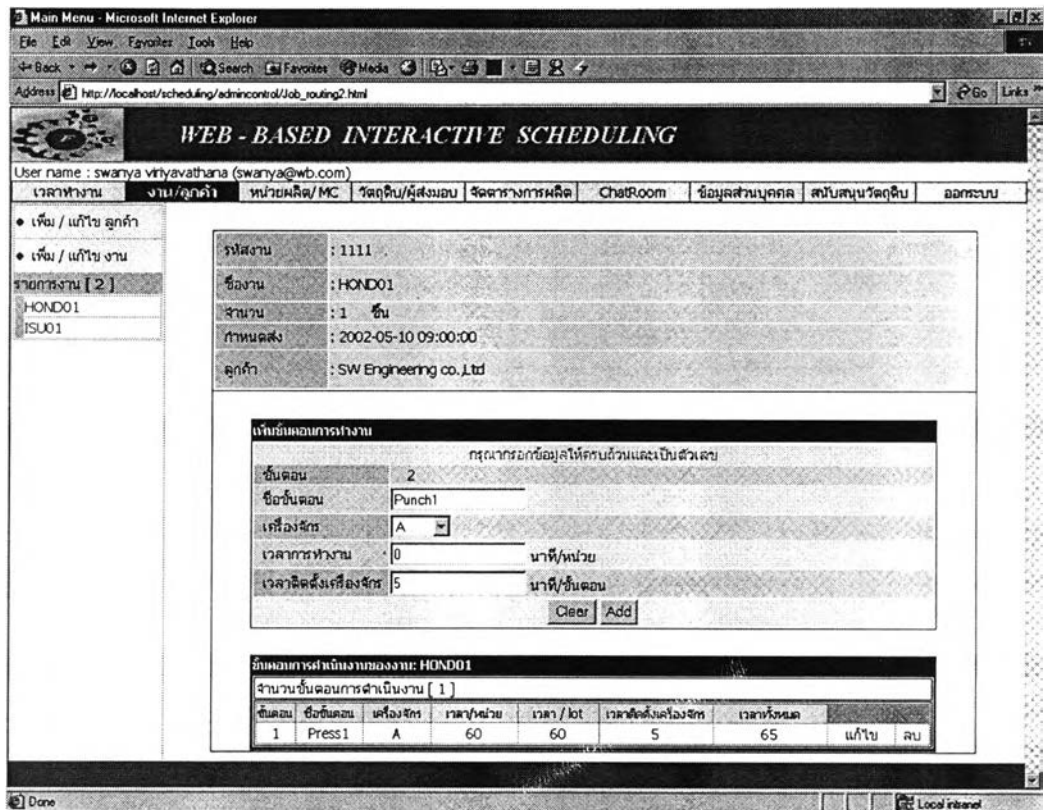 Main Menu - Microsoft Internet Explorer
File Edit View Favorites Tools Help
Back Search Favorites Media
Address http://localhost/scheduling/admincontrol/Job_routing2.html Go Links
WEB - BASED INTERACTIVE SCHEDULING
User name : swanya viriyavathana (swanya@wb.com)
เวลาทำงาน งาน/ลูกค้า หน่วยผลิต/MC วัตถุดิบ/ผู้ส่งมอบ จัดตารางการผลิต ChatRoom ข้อมูลส่วนบุคคล สนับสนุนวัตถุดิบ ออกระบบ
เพิ่ม / แก้ไข ลูกค้า
เพิ่ม / แก้ไข งาน
รายการงาน [ 2 ]
HOND01
ISU01
รหัสงาน : 1111
ชื่องาน : HOND01
จำนวน : 1 ชิ้น
กำหนดส่ง : 2002-05-10 09:00:00
ลูกค้า : SW Engineering co.,Ltd
เพิ่มขั้นตอนการทำงาน
กรุณากรอกข้อมูลให้ครบถ้วนและเป็นตัวเลข
ขั้นตอน 2
ชื่อขั้นตอน Punch1
เครื่องจักร A
เวลาการทำงาน 0 นาที/หน่วย
เวลาติดตั้งเครื่องจักร 5 นาที/ขั้นตอน
Clear Add
ขั้นตอนการดำเนินงานของงาน: HOND01
จำนวนขั้นตอนการดำเนินงาน [ 1 ]
ขั้นตอน ชื่อขั้นตอน เครื่องจักร เวลา/หน่วย เวลา / lot เวลาติดตั้งเครื่องจักร เวลาทั้งหมด
1 Press1 A 60 60 5 65 แก้ไข ลบ
Done Local intranet